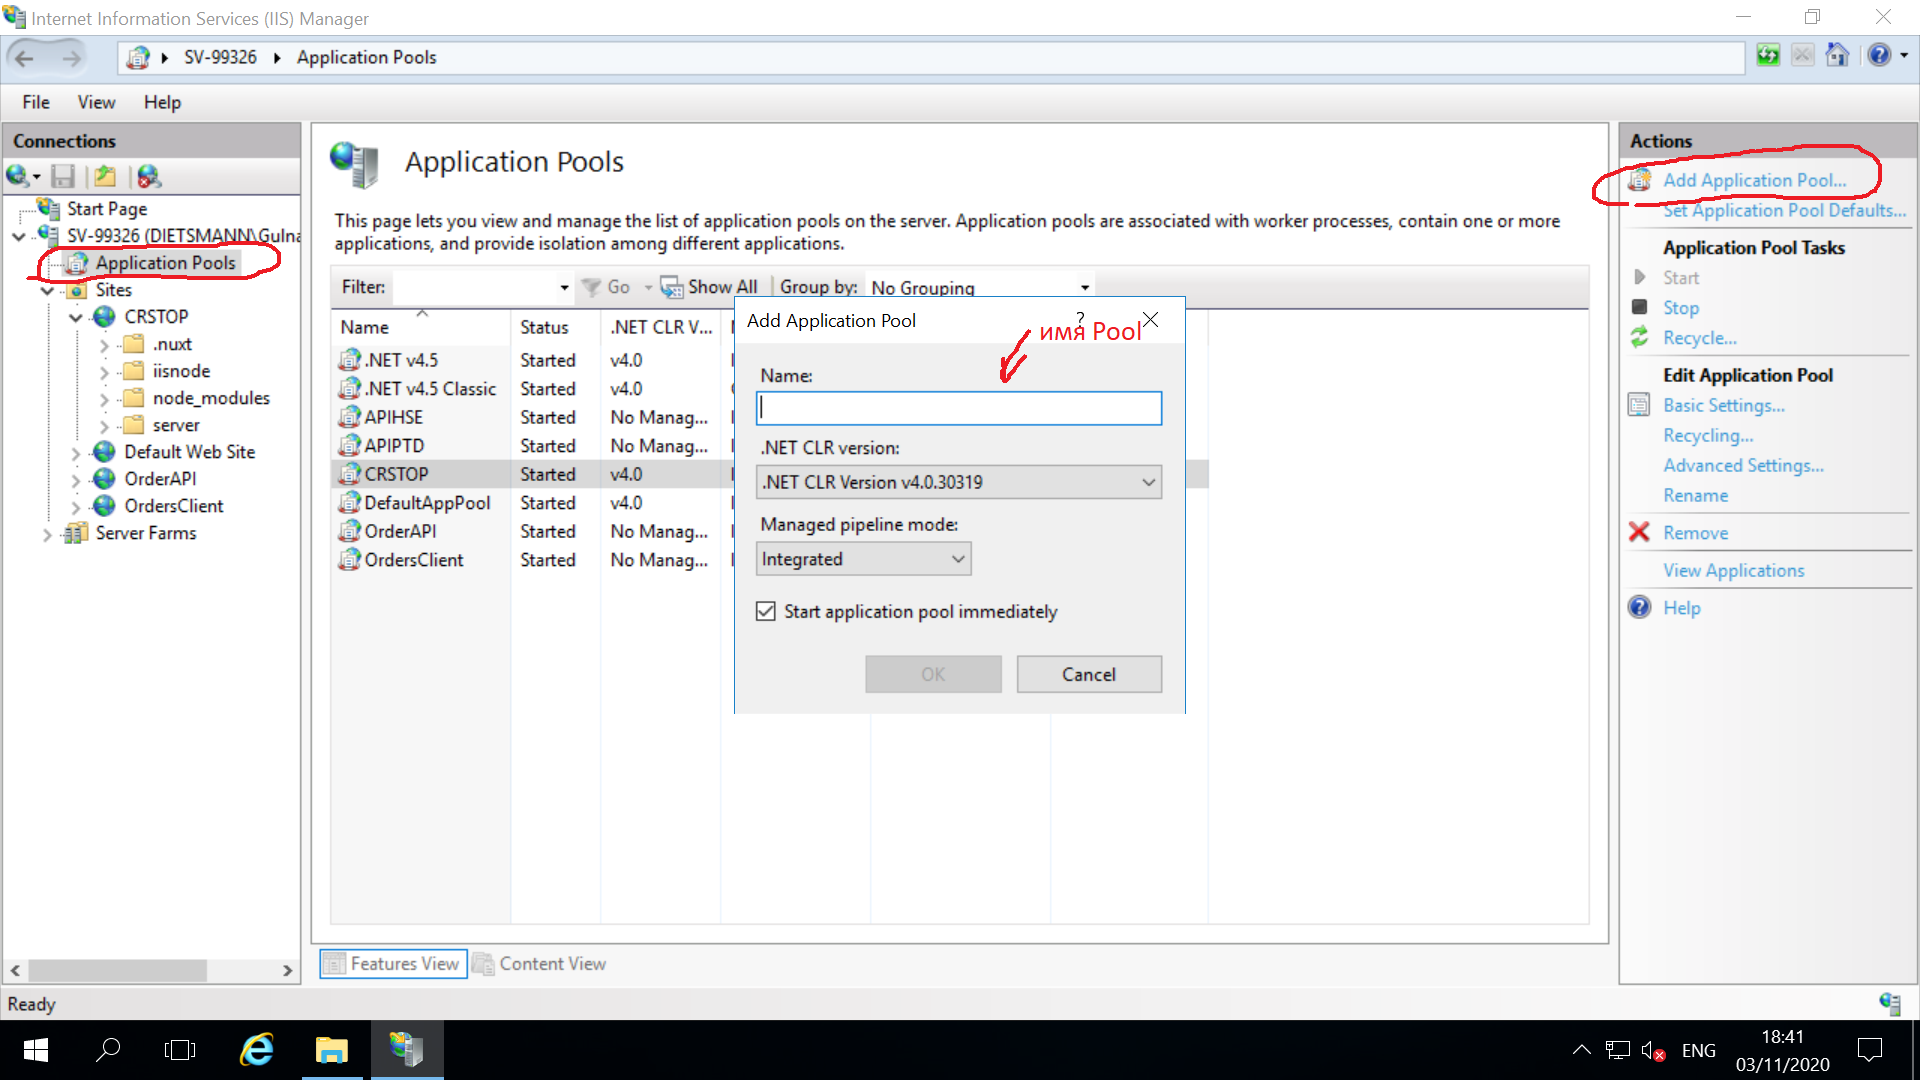 Internet Information Services (IIS) Manager
SV-99326
Application Pools
File View Help
Connections
Start Page
SV-99326 (DIETSMANN\Gulna
Application Pools
Sites
CRSTOP
.nuxt
iisnode
node_modules
server
Default Web Site
OrderAPI
OrdersClient
Server Farms
Application Pools
This page lets you view and manage the list of application pools on the server. Application pools are associated with worker processes, contain one or more
applications, and provide isolation among different applications.
Filter: Go Show All Group by: No Grouping
Name Status .NET CLR V...
.NET v4.5 Started v4.0
.NET v4.5 Classic Started v4.0
APIHSE Started No Manag...
APIPTD Started No Manag...
CRSTOP Started v4.0
DefaultAppPool Started v4.0
OrderAPI Started No Manag...
OrdersClient Started No Manag...
Add Application Pool
?
имя Pool
Name:
.NET CLR version:
.NET CLR Version v4.0.30319
Managed pipeline mode:
Integrated
Start application pool immediately
OK Cancel
Features View Content View
Actions
Add Application Pool...
Set Application Pool Defaults...
Application Pool Tasks
Start
Stop
Recycle...
Edit Application Pool
Basic Settings...
Recycling...
Advanced Settings...
Rename
Remove
View Applications
Help
Ready
ENG
18:41
03/11/2020